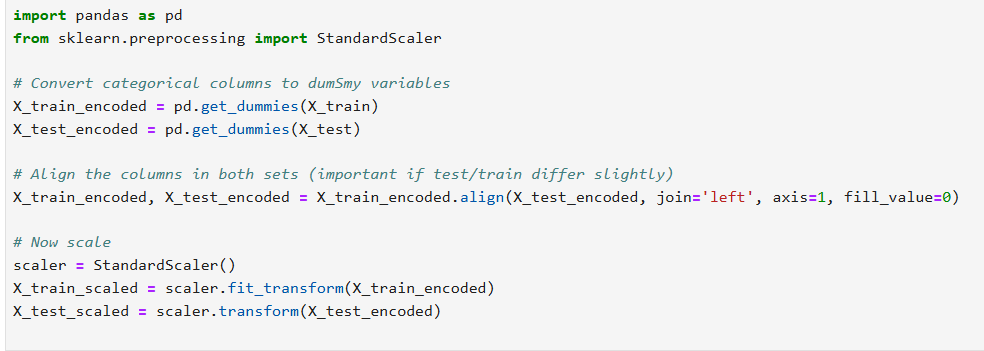 import pandas as pd
from sklearn.preprocessing import StandardScaler
# Convert categorical columns to dumSmy variables
X_train_encoded = pd.get_dummies(X_train)
X_test_encoded = pd.get_dummies(X_test)
# Align the columns in both sets (important if test/train differ slightly)
X_train_encoded, X_test_encoded = X_train_encoded.align(X_test_encoded, join='left', axis=1, fill_value=0)
# Now scale
scaler = StandardScaler()
X_train_scaled = scaler.fit_transform(X_train_encoded)
X_test_scaled = scaler.transform(X_test_encoded)